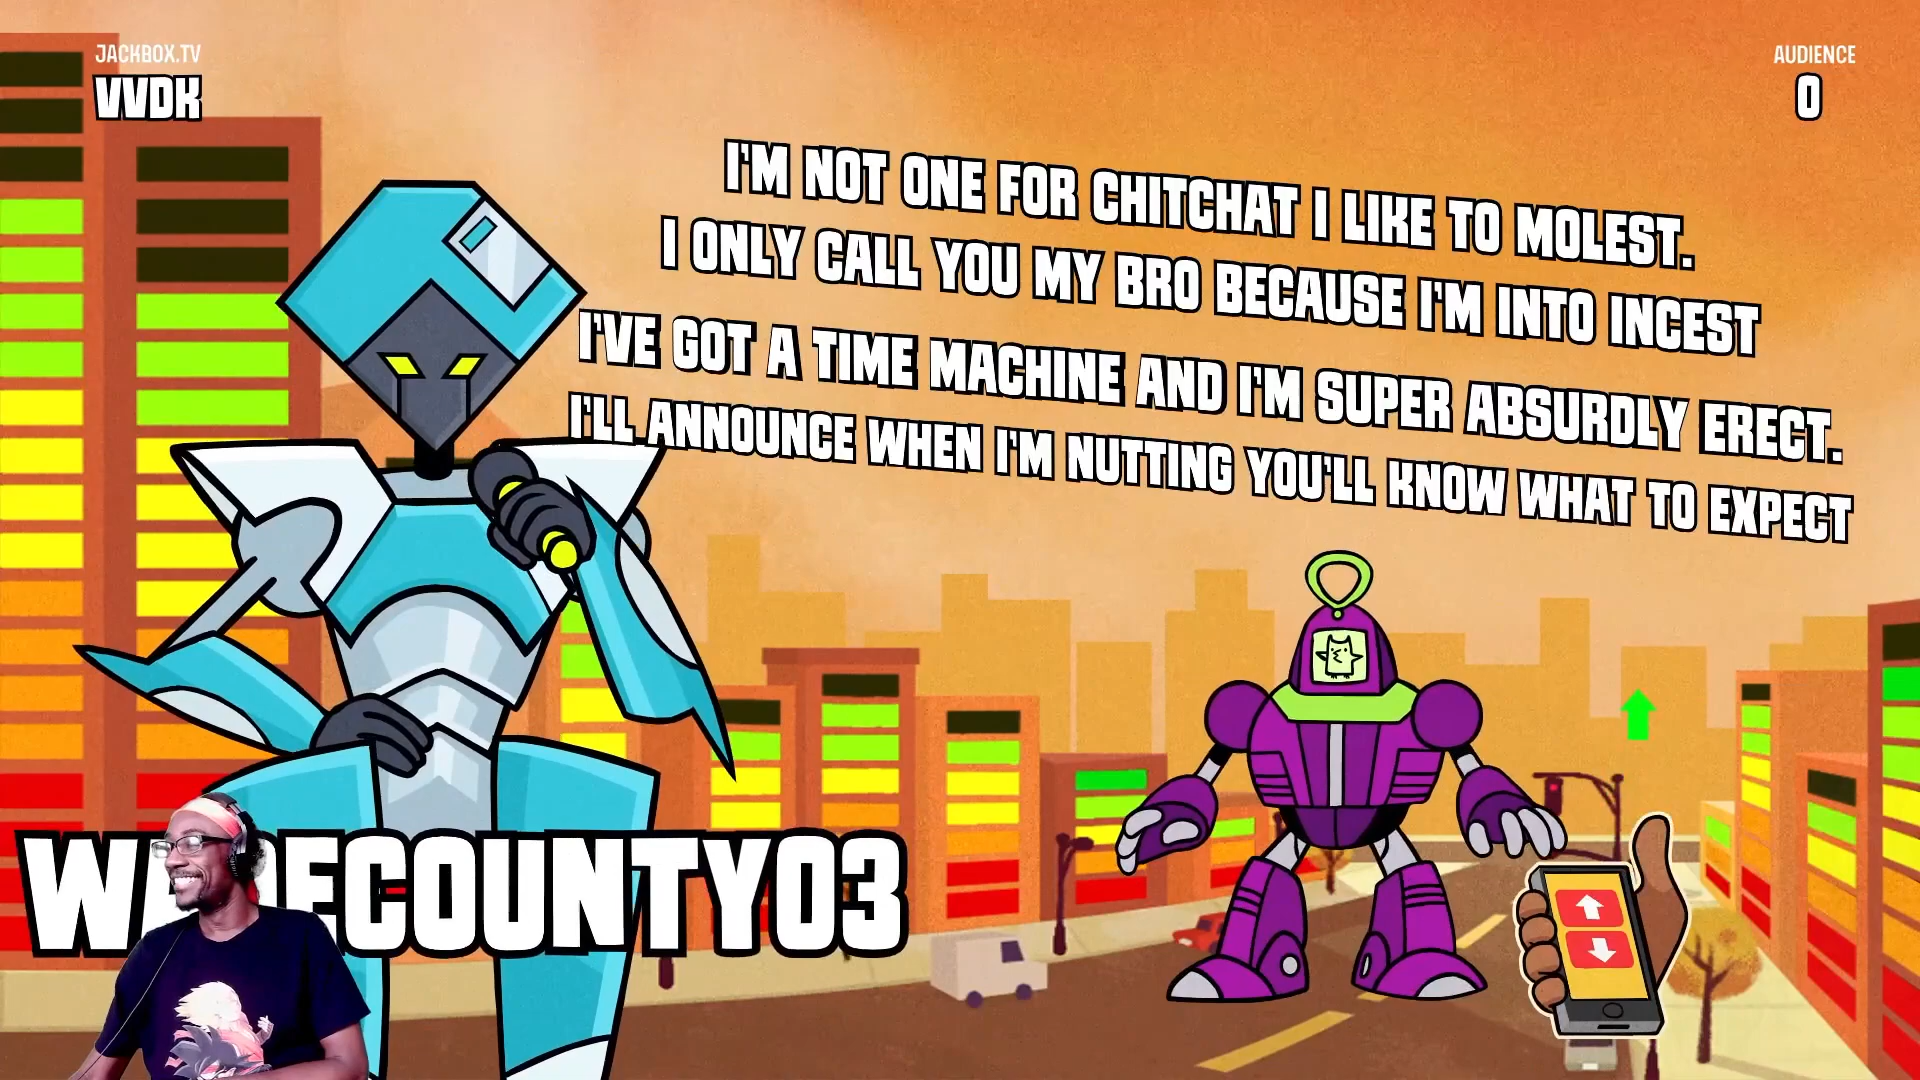 JACKBOX.TV
VVDK
AUDIENCE
0
I'M NOT ONE FOR CHITCHAT I LIKE TO MOLEST.
I ONLY CALL YOU MY BRO BECAUSE I'M INTO INCEST
I'VE GOT A TIME MACHINE AND I'M SUPER ABSURDLY ERECT.
I'LL ANNOUNCE WHEN I'M NUTTING YOU'LL KNOW WHAT TO EXPECT